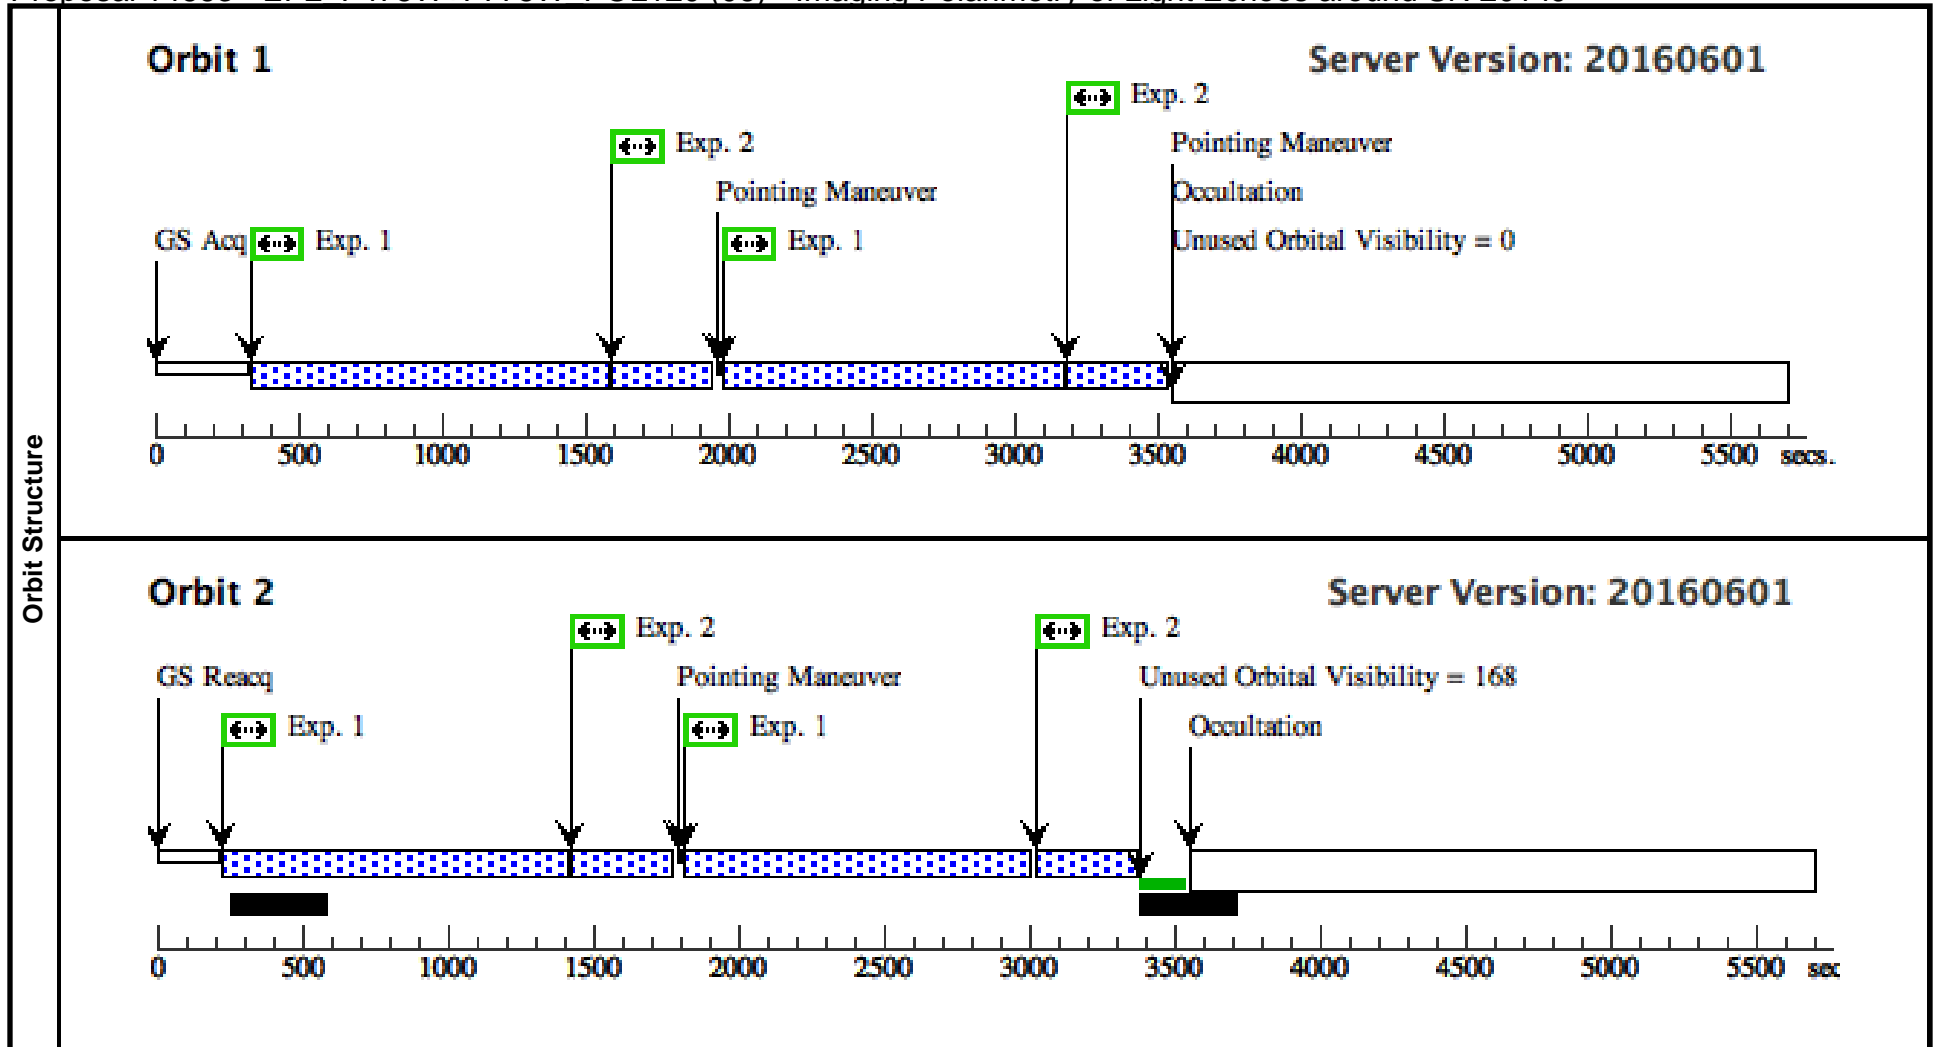 Orbit Structure
Orbit 1
Server Version: 20160601
Exp. 2
Exp. 2
Pointing Maneuver
Pointing Maneuver
Occultation
GS Acq
Exp. 1
Exp. 1
Unused Orbital Visibility = 0
0 500 1000 1500 2000 2500 3000 3500 4000 4500 5000 5500 secs.
Orbit 2
Server Version: 20160601
Exp. 2
Exp. 2
GS Reacq
Pointing Maneuver
Unused Orbital Visibility = 168
Exp. 1
Exp. 1
Occultation
0 500 1000 1500 2000 2500 3000 3500 4000 4500 5000 5500 sec